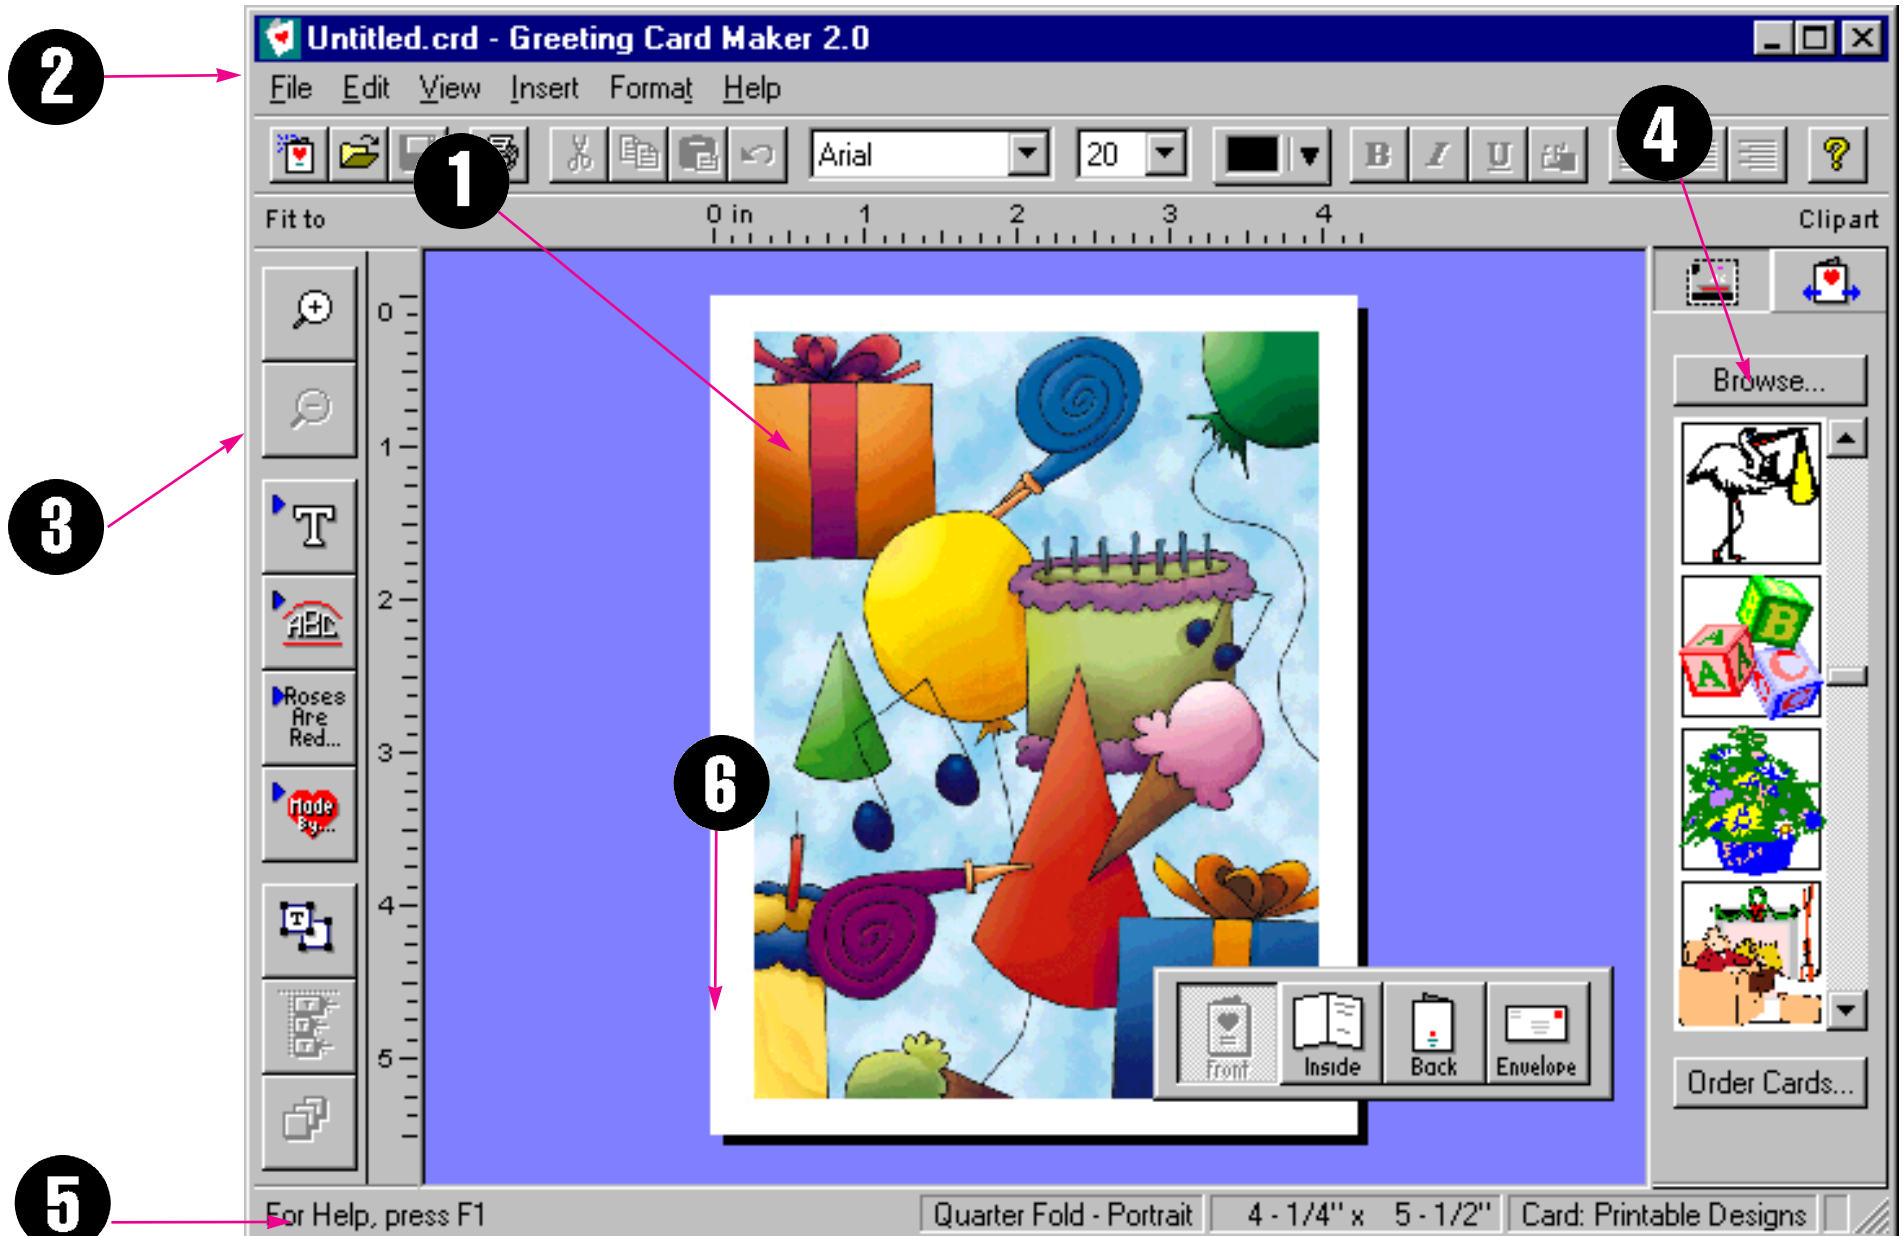 Untitled.crd - Greeting Card Maker 2.0
2
File Edit View Insert Format Help
4
1
Arial 20 B I U ?
Fit to
0 in 1 2 3 4
Clipart
0
Browse...
1
3
T
2
ABC
B
A A C
Roses
Are
Red...
3
6
Made
By...
4
T
5
Front Inside Back Envelope
Order Cards...
5
For Help, press F1 Quarter Fold - Portrait 4 - 1/4" x 5 - 1/2" Card: Printable Designs